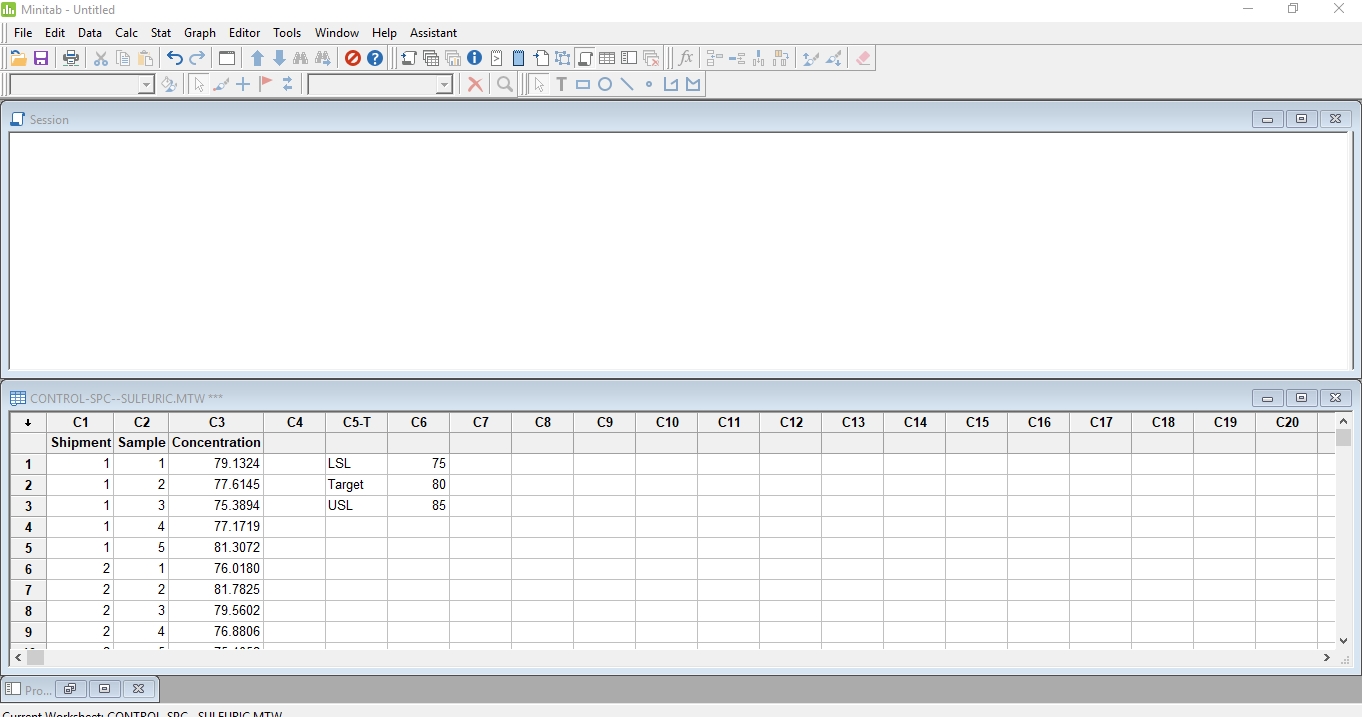 Minitab - Untitled
File Edit Data Calc Stat Graph Editor Tools Window Help Assistant
Session
CONTROL-SPC--SULFURIC.MTW ***
C1 C2 C3 C4 C5-T C6 C7 C8 C9 C10 C11 C12 C13 C14 C15 C16 C17 C18 C19 C20
Shipment Sample Concentration
1 1 1 79.1324 LSL 75
2 1 2 77.6145 Target 80
3 1 3 75.3894 USL 85
4 1 4 77.1719
5 1 5 81.3072
6 2 1 76.0180
7 2 2 81.7825
8 2 3 79.5602
9 2 4 76.8806
Pro...
Current Worksheet: CONTROL-SPC--SULFURIC.MTW